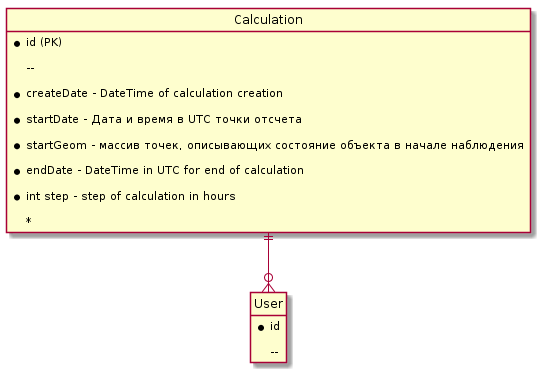 Calculation
id (PK)
--
createDate - DateTime of calculation creation
startDate - Дата и время в UTC точки отсчета
startGeom - массив точек, описывающих состояние объекта в начале наблюдения
endDate - DateTime in UTC for end of calculation
int step - step of calculation in hours
*
User
id
--